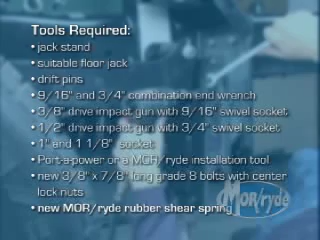 Tools Required:
• jack stand
• suitable floor jack
• drift pins
• 9/16" and 3/4" combination end wrench
• 3/8" drive impact gun with 9/16" swivel socket
• 1/2" drive impact gun with 3/4" swivel socket
• 1" and 1 1/8" socket
• Port-a-power or a MOR/ryde installation tool
• new 3/8" x 7/8" long grade 8 bolts with center
lock nuts
• new MOR/ryde rubber shear spring
MOR/ryde